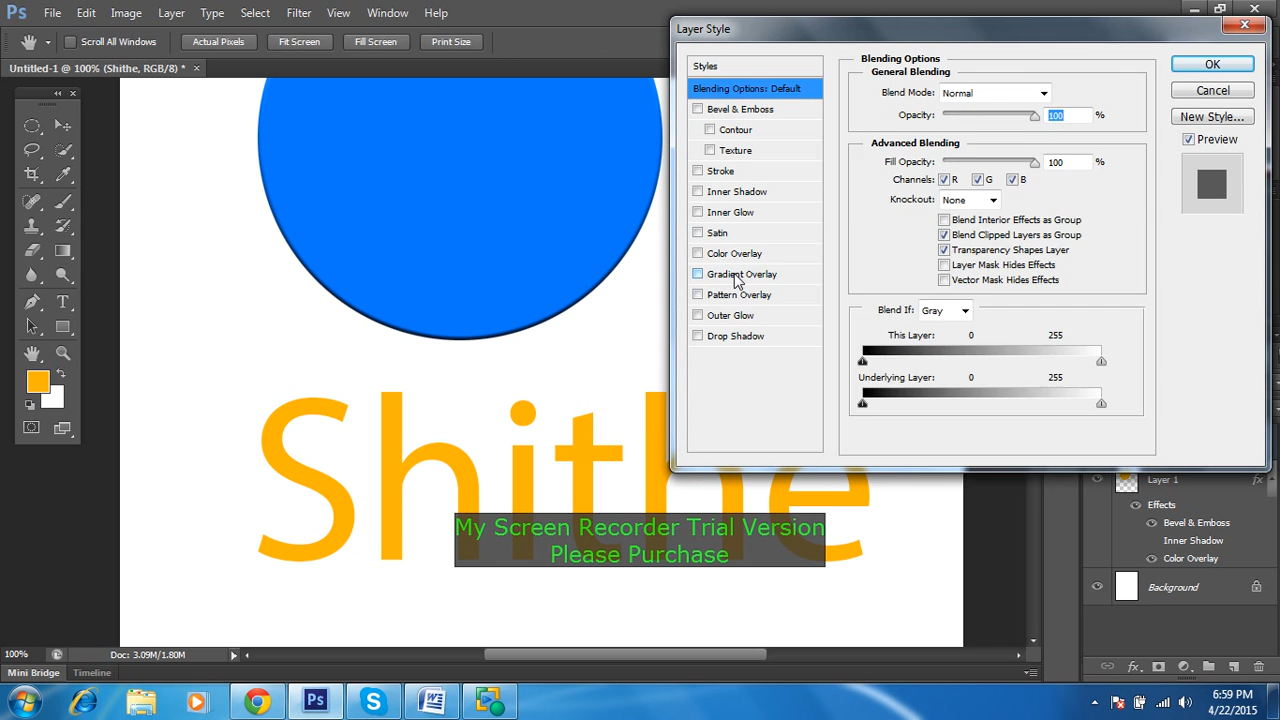 Ps File Edit Image Layer Type Select Filter View Window Help
Scroll All Windows Actual Pixels Fit Screen Fill Screen Print Size
Untitled-1 @ 100% (Shithe, RGB/8) * ×
Layer Style
Styles
Blending Options: Default
Bevel & Emboss
Contour
Texture
Stroke
Inner Shadow
Inner Glow
Satin
Color Overlay
Gradient Overlay
Pattern Overlay
Outer Glow
Drop Shadow
Blending Options
General Blending
Blend Mode: Normal
Opacity: 100 %
Advanced Blending
Fill Opacity: 100 %
Channels: R G B
Knockout: None
Blend Interior Effects as Group
Blend Clipped Layers as Group
Transparency Shapes Layer
Layer Mask Hides Effects
Vector Mask Hides Effects
Blend If: Gray
This Layer: 0 255
Underlying Layer: 0 255
OK
Cancel
New Style...
Preview
Shithe
My Screen Recorder Trial Version
Please Purchase
Layer 1 fx
Effects
Bevel & Emboss
Inner Shadow
Color Overlay
Background
100% Doc: 3.09M/1.80M
Mini Bridge Timeline
6:59 PM
4/22/2015